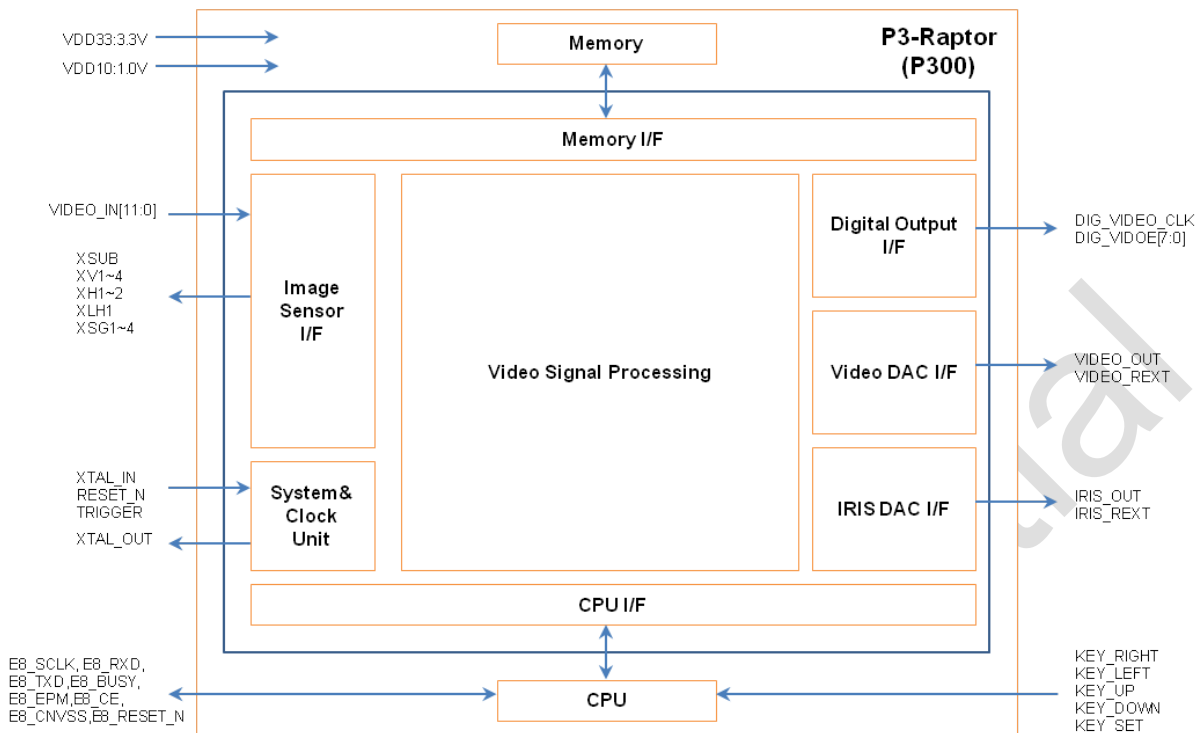 VDD33:3.3V
VDD10:1.0V
Memory
P3-Raptor
(P300)
Memory I/F
VIDEO_IN[11:0]
XSUB
XV1~4
XH1~2
XLH1
XSG1~4
Image
Sensor
I/F
Video Signal Processing
Digital Output
I/F
DIG_VIDEO_CLK
DIG_VIDOE[7:0]
Video DAC I/F
VIDEO_OUT
VIDEO_REXT
XTAL_IN
RESET_N
TRIGGER
XTAL_OUT
System&
Clock
Unit
IRIS DAC I/F
IRIS_OUT
IRIS_REXT
CPU I/F
E8_SCLK,E8_RXD,
E8_TXD,E8_BUSY,
E8_EPM,E8_CE,
E8_CNVSS,E8_RESET_N
CPU
KEY_RIGHT
KEY_LEFT
KEY_UP
KEY_DOWN
KEY_SET
tial